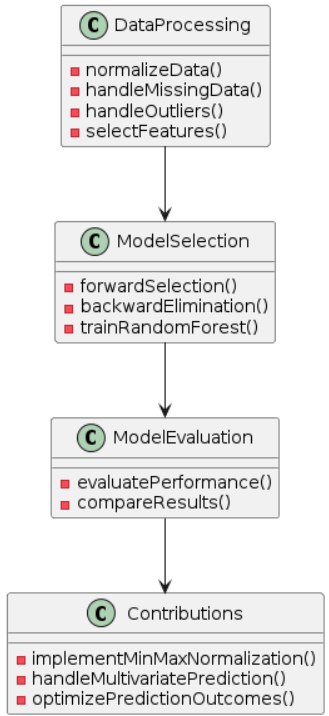 C DataProcessing
normalizeData()
handleMissingData()
handleOutliers()
selectFeatures()
C ModelSelection
forwardSelection()
backwardElimination()
trainRandomForest()
C ModelEvaluation
evaluatePerformance()
compareResults()
C Contributions
implementMinMaxNormalization()
handleMultivariatePrediction()
optimizePredictionOutcomes()